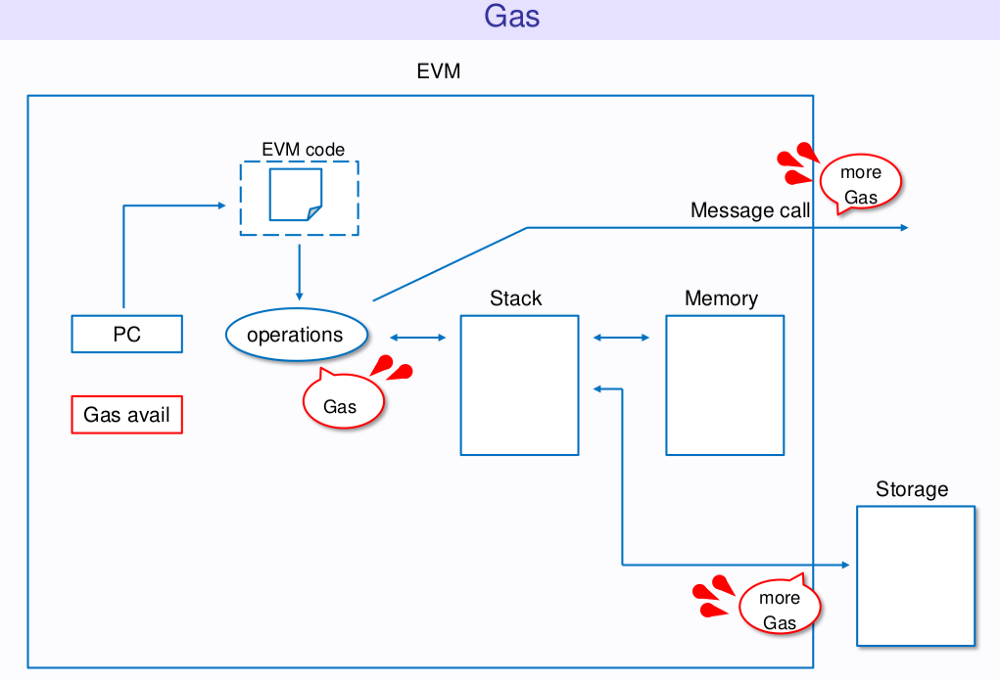 Gas
EVM
EVM code
more
Gas
Message call
Stack
Memory
PC
operations
Gas
Gas avail
Storage
more
Gas